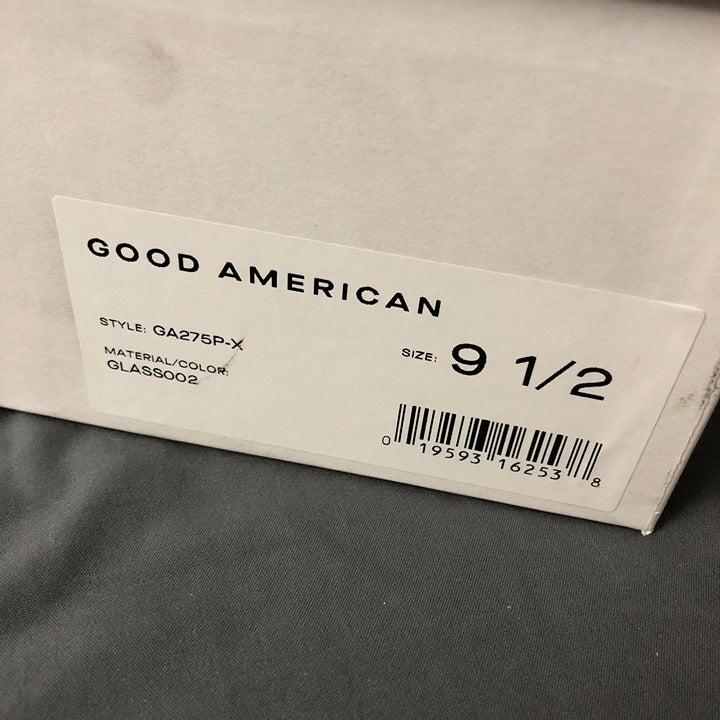 GOOD AMERICAN
STYLE: GA275P-X
MATERIAL/COLOR:
GLASS002
SIZE: 9 1/2
0 19593 16253 8